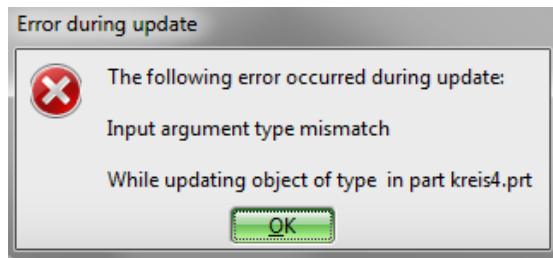 Error during update
The following error occurred during update:
Input argument type mismatch
While updating object of type  in part kreis4.prt
OK